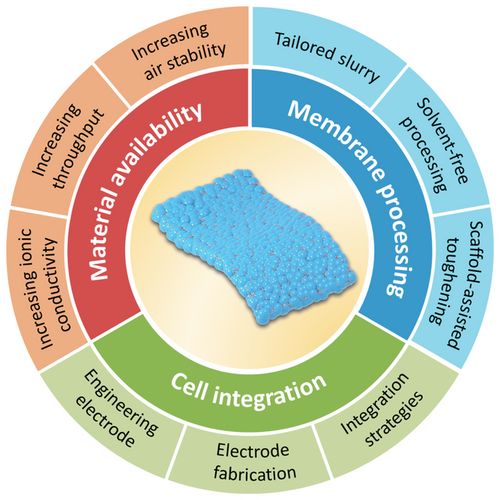 Increasing
air stability
Tailored slurry
Increasing
throughput
Solvent-free
processing
Material availability
Membrane processing
Increasing ionic
conductivity
Scaffold-assisted
toughening
Cell integration
Engineering
electrode
Electrode
fabrication
Integration
strategies